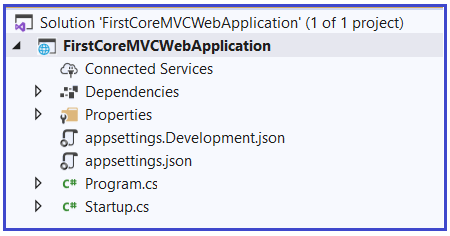 Solution 'FirstCoreMVCWebApplication' (1 of 1 project)
FirstCoreMVCWebApplication
Connected Services
Dependencies
Properties
appsettings.Development.json
appsettings.json
C# Program.cs
C# Startup.cs